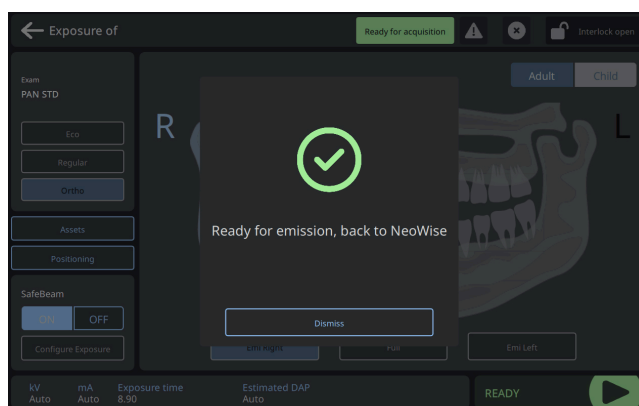 Exposure of
Ready for acquisition
Interlock open
Exam
PAN STD
Adult
Child
R
L
Eco
Regular
Ortho
Assets
Positioning
Ready for emission, back to NeoWise
SafeBeam
ON
OFF
Dismiss
Configure Exposure
Emi Right
Full
Emi Left
kV
mA
Exposure time
Estimated DAP
READY
Auto
Auto
8.90
Auto